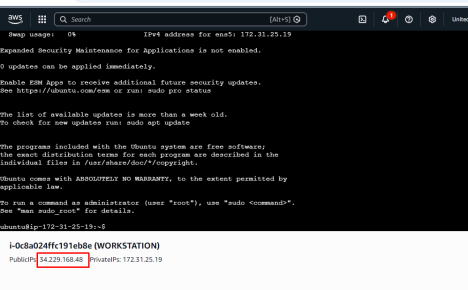 aws Search [Alt+S] 1 United
Swap usage: 0% IPv4 address for ens5: 172.31.25.19
Expanded Security Maintenance for Applications is not enabled.
0 updates can be applied immediately.
Enable ESM Apps to receive additional future security updates.
See https://ubuntu.com/esm or run: sudo pro status
The list of available updates is more than a week old.
To check for new updates run: sudo apt update
The programs included with the Ubuntu system are free software;
the exact distribution terms for each program are described in the
individual files in /usr/share/doc/*/copyright.
Ubuntu comes with ABSOLUTELY NO WARRANTY, to the extent permitted by
applicable law.
To run a command as administrator (user "root"), use "sudo <command>".
See "man sudo_root" for details.
ubuntu@ip-172-31-25-19:~$
i-0c8a024ffc191eb8e (WORKSTATION)
PublicIPs: 34.229.168.48 PrivateIPs: 172.31.25.19